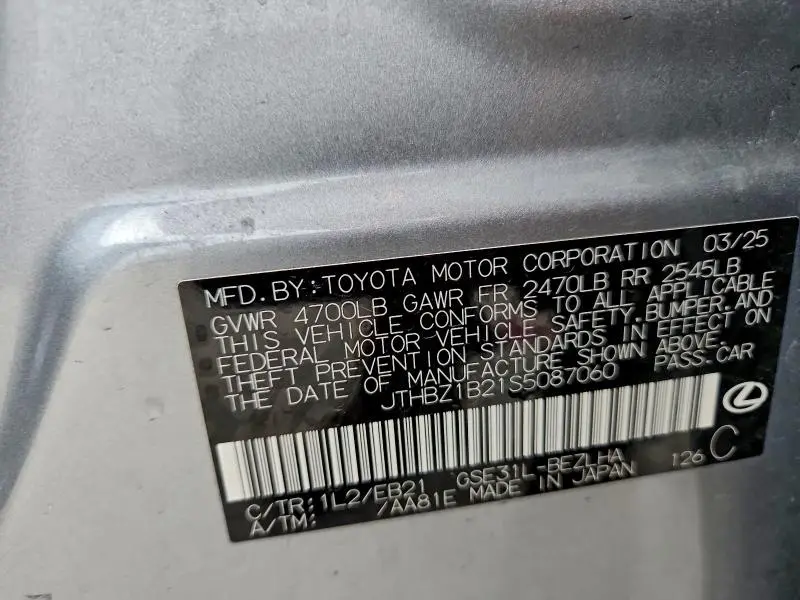 MFD. BY: TOYOTA MOTOR CORPORATION 03/25
GVWR 4700LB GAWR FR 2470LB RR 2545LB
THIS VEHICLE CONFORMS TO ALL APPLICABLE
FEDERAL MOTOR VEHICLE SAFETY, BUMPER, AND
THEFT PREVENTION STANDARDS IN EFFECT ON
THE DATE OF MANUFACTURE SHOWN ABOVE.
JTHBZ1B21S5087060 PASS. CAR
C/TR: 1L2/EB21 GSE31L-BEZLHA 126 C
A/TM: /AA81E MADE IN JAPAN